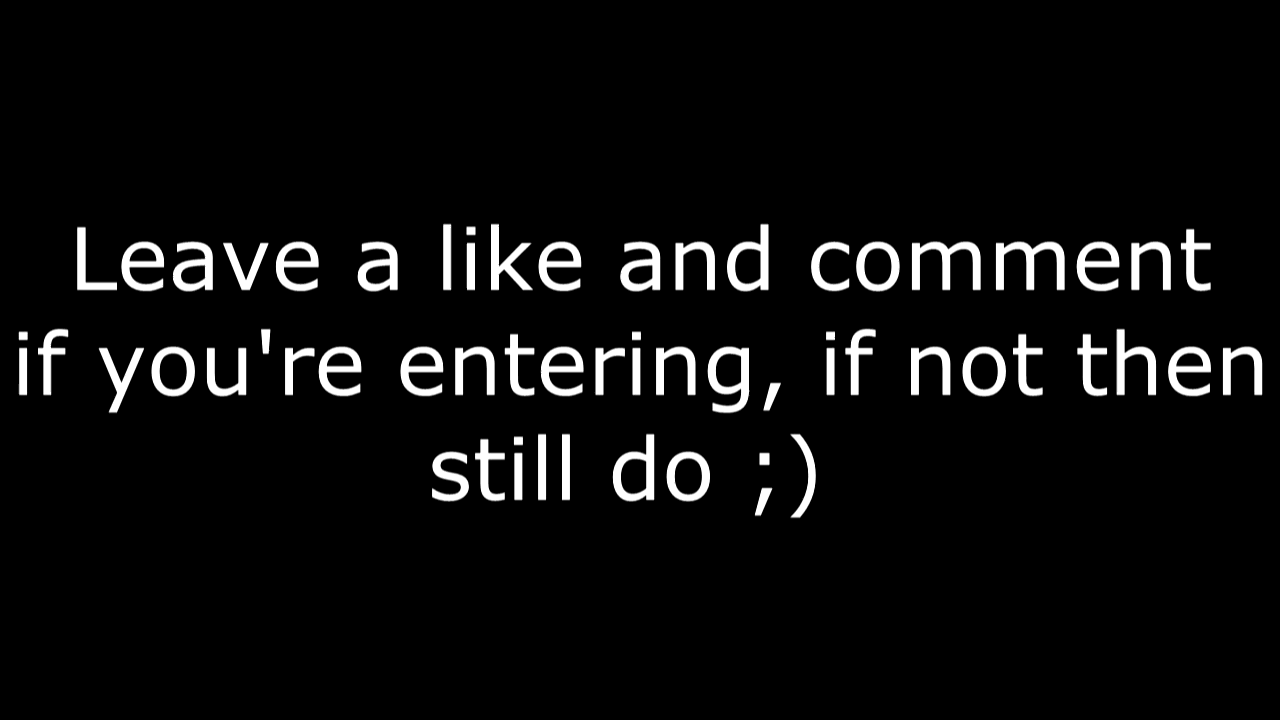 Leave a like and comment
if you're entering, if not then
still do ;)